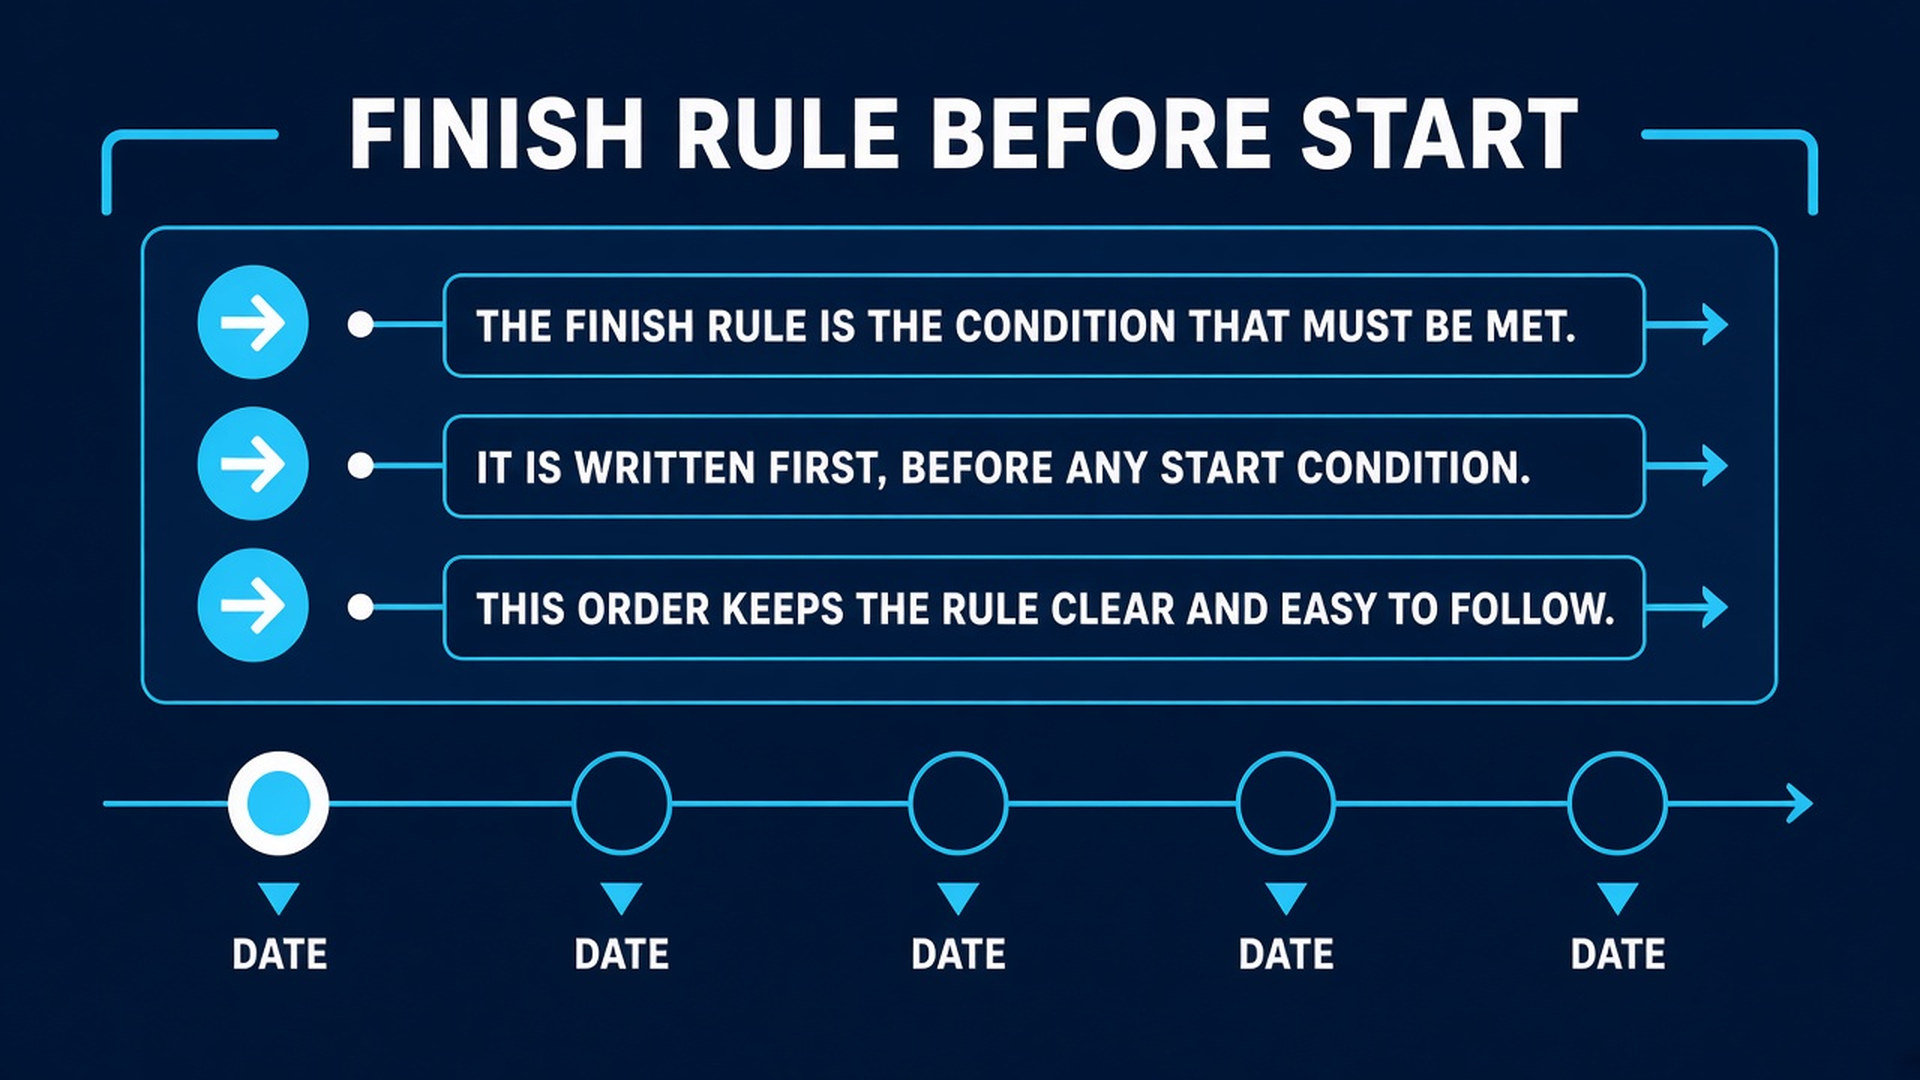 FINISH RULE BEFORE START
THE FINISH RULE IS THE CONDITION THAT MUST BE MET.
IT IS WRITTEN FIRST, BEFORE ANY START CONDITION.
THIS ORDER KEEPS THE RULE CLEAR AND EASY TO FOLLOW.
DATE
DATE
DATE
DATE
DATE